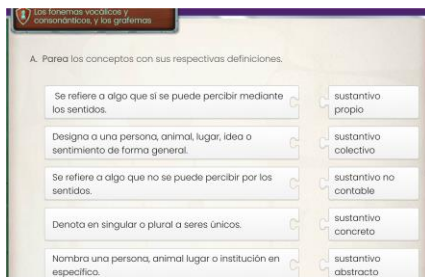 Los fonemas vocálicos y
consonánticos, y los grafemas
A. Parea los conceptos con sus respectivas definiciones.
Se refiere a algo que sí se puede percibir mediante
los sentidos.
sustantivo
propio
Designa a una persona, animal, lugar, idea o
sentimiento de forma general.
sustantivo
colectivo
Se refiere a algo que no se puede percibir por los
sentidos.
sustantivo no
contable
Denota en singular o plural a seres únicos.
sustantivo
concreto
Nombra una persona, animal lugar o institución en
específico.
sustantivo
abstracto